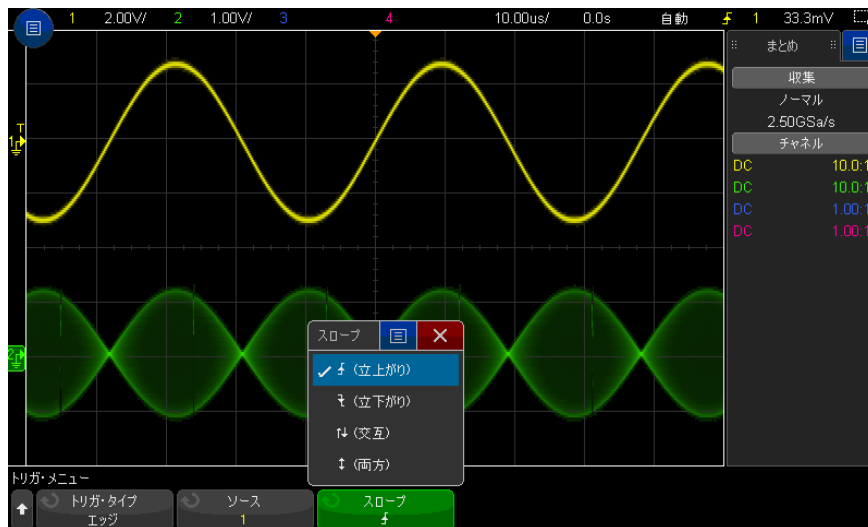 1 2.00V/ 2 1.00V/ 3 4 10.00us/ 0.0s 自動 1 33.3mV
まとめ
収集
ノーマル
2.50GSa/s
チャネル
DC 10.0:1
DC 10.0:1
DC 1.00:1
DC 1.00:1
T
1
2
スロープ
(立上がり)
(立下がり)
(交互)
(両方)
トリガ・メニュー
トリガ・タイプ
エッジ
ソース
1
スロープ